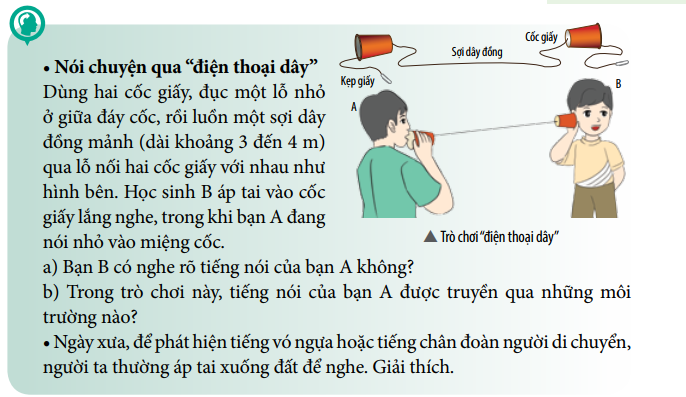 Cốc giấy
Sợi dây đồng
Kẹp giấy
A
B
• Nói chuyện qua “điện thoại dây”
Dùng hai cốc giấy, đục một lỗ nhỏ
ở giữa đáy cốc, rồi luồn một sợi dây
đồng mảnh (dài khoảng 3 đến 4 m)
qua lỗ nối hai cốc giấy với nhau như
hình bên. Học sinh B áp tai vào cốc
giấy lắng nghe, trong khi bạn A đang
nói nhỏ vào miệng cốc.
▲ Trò chơi “điện thoại dây”
a) Bạn B có nghe rõ tiếng nói của bạn A không?
b) Trong trò chơi này, tiếng nói của bạn A được truyền qua những môi
trường nào?
• Ngày xưa, để phát hiện tiếng vó ngựa hoặc tiếng chân đoàn người di chuyển,
người ta thường áp tai xuống đất để nghe. Giải thích.